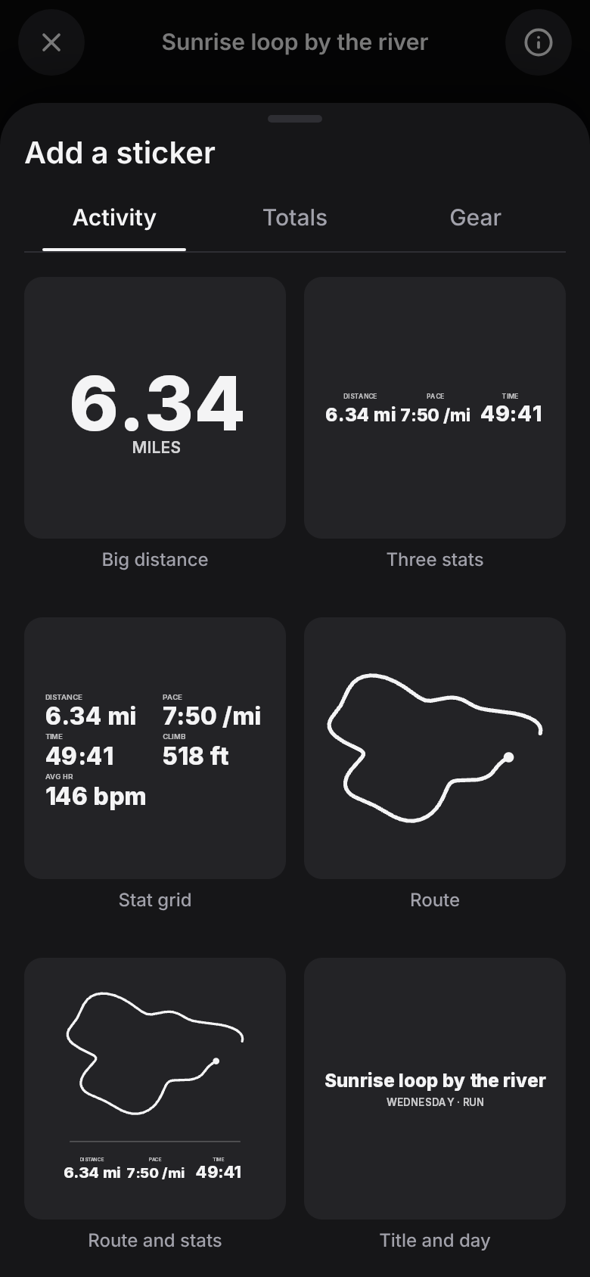 Sunrise loop by the river
Add a sticker
Activity Totals Gear
6.34
MILES
Big distance
DISTANCE PACE TIME
6.34 mi 7:50 /mi 49:41
Three stats
DISTANCE PACE
6.34 mi 7:50 /mi
TIME CLIMB
49:41 518 ft
AVG HR
146 bpm
Stat grid
Route
DISTANCE PACE TIME
6.34 mi 7:50 /mi 49:41
Route and stats
Sunrise loop by the river
WEDNESDAY · RUN
Title and day